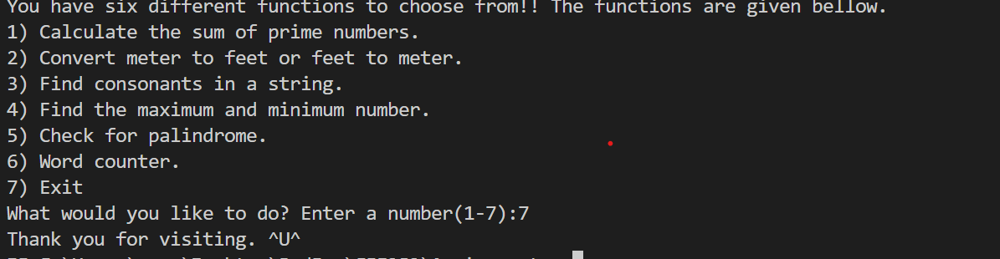 You have six different functions to choose from!! The functions are given bellow.
1) Calculate the sum of prime numbers.
2) Convert meter to feet or feet to meter.
3) Find consonants in a string.
4) Find the maximum and minimum number.
5) Check for palindrome.
6) Word counter.
7) Exit
What would you like to do? Enter a number(1-7):7
Thank you for visiting. ^U^